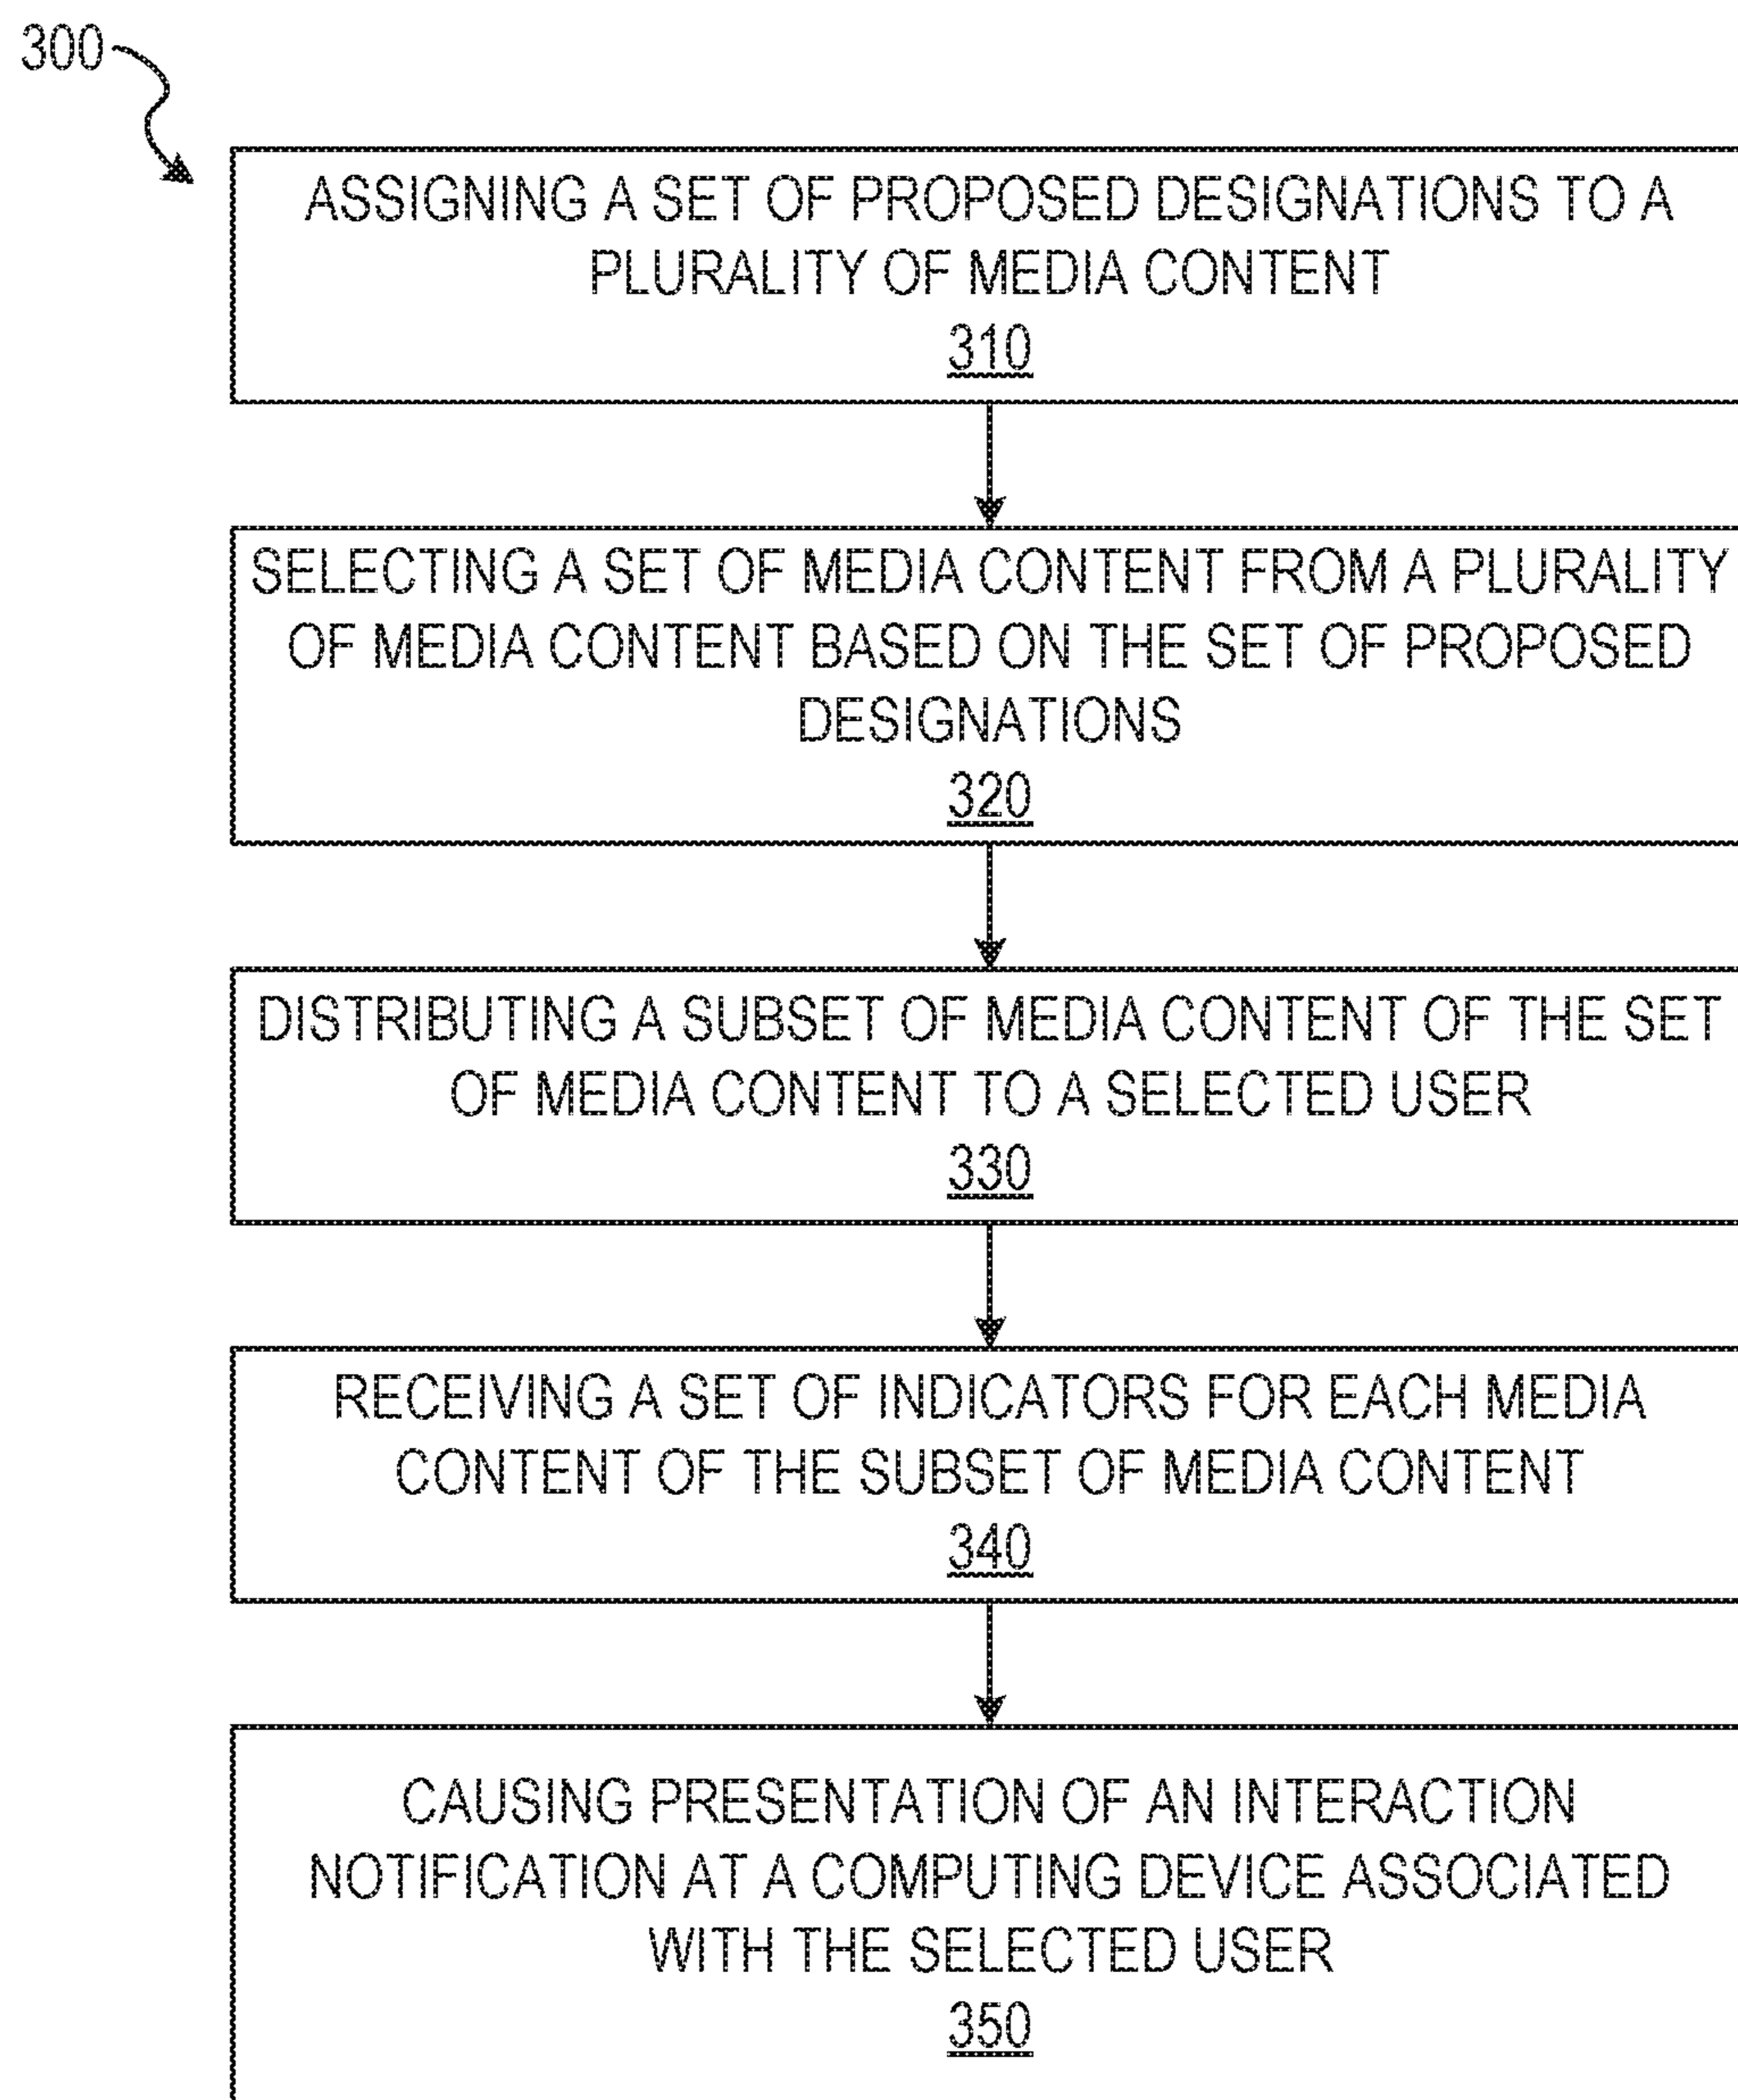 300
ASSIGNING A SET OF PROPOSED DESIGNATIONS TO A
PLURALITY OF MEDIA CONTENT
310
SELECTING A SET OF MEDIA CONTENT FROM A PLURALITY
OF MEDIA CONTENT BASED ON THE SET OF PROPOSED
DESIGNATIONS
320
DISTRIBUTING A SUBSET OF MEDIA CONTENT OF THE SET
OF MEDIA CONTENT TO A SELECTED USER
330
RECEIVING A SET OF INDICATORS FOR EACH MEDIA
CONTENT OF THE SUBSET OF MEDIA CONTENT
340
CAUSING PRESENTATION OF AN INTERACTION
NOTIFICATION AT A COMPUTING DEVICE ASSOCIATED
WITH THE SELECTED USER
350